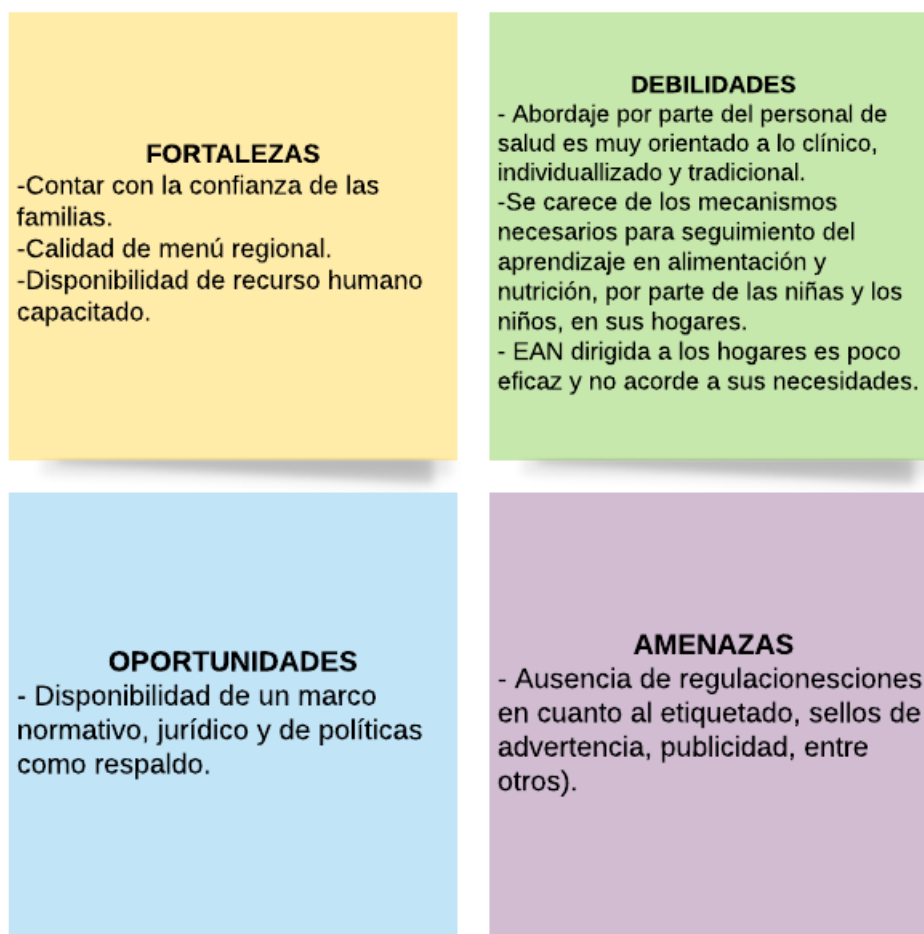 FORTALEZAS
-Contar con la confianza de las
familias.
-Calidad de menú regional.
-Disponibilidad de recurso humano
capacitado.
DEBILIDADES
- Abordaje por parte del personal de
salud es muy orientado a lo clínico,
individuallizado y tradicional.
-Se carece de los mecanismos
necesarios para seguimiento del
aprendizaje en alimentación y
nutrición, por parte de las niñas y los
niños, en sus hogares.
- EAN dirigida a los hogares es poco
eficaz y no acorde a sus necesidades.
OPORTUNIDADES
- Disponibilidad de un marco
normativo, jurídico y de políticas
como respaldo.
AMENAZAS
- Ausencia de regulacionesciones
en cuanto al etiquetado, sellos de
advertencia, publicidad, entre
otros).